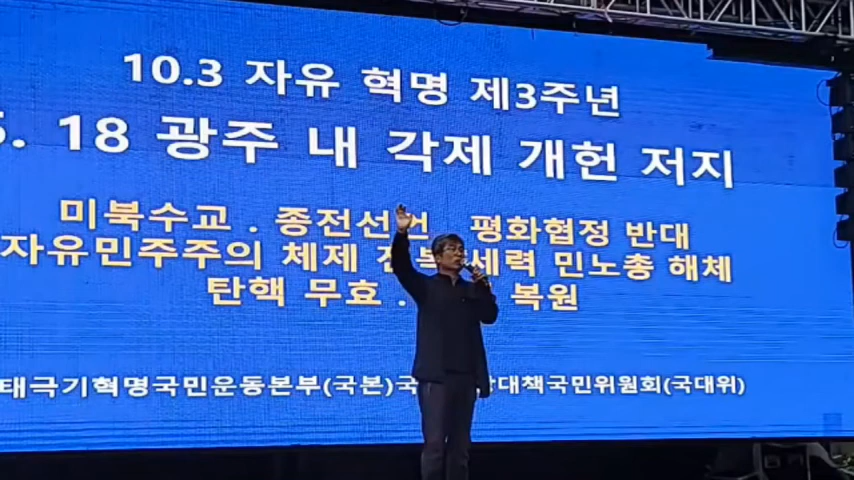 10.3 자유 혁명 제3주년
5. 18 광주 내 각제 개헌 저지
미북수교 . 종전선언 평화협정 반대
자유민주주의 체제 전복세력 민노총 해체
탄핵 무효 . 복원
태극기혁명국민운동본부(국본)국 대책국민위원회(국대위)